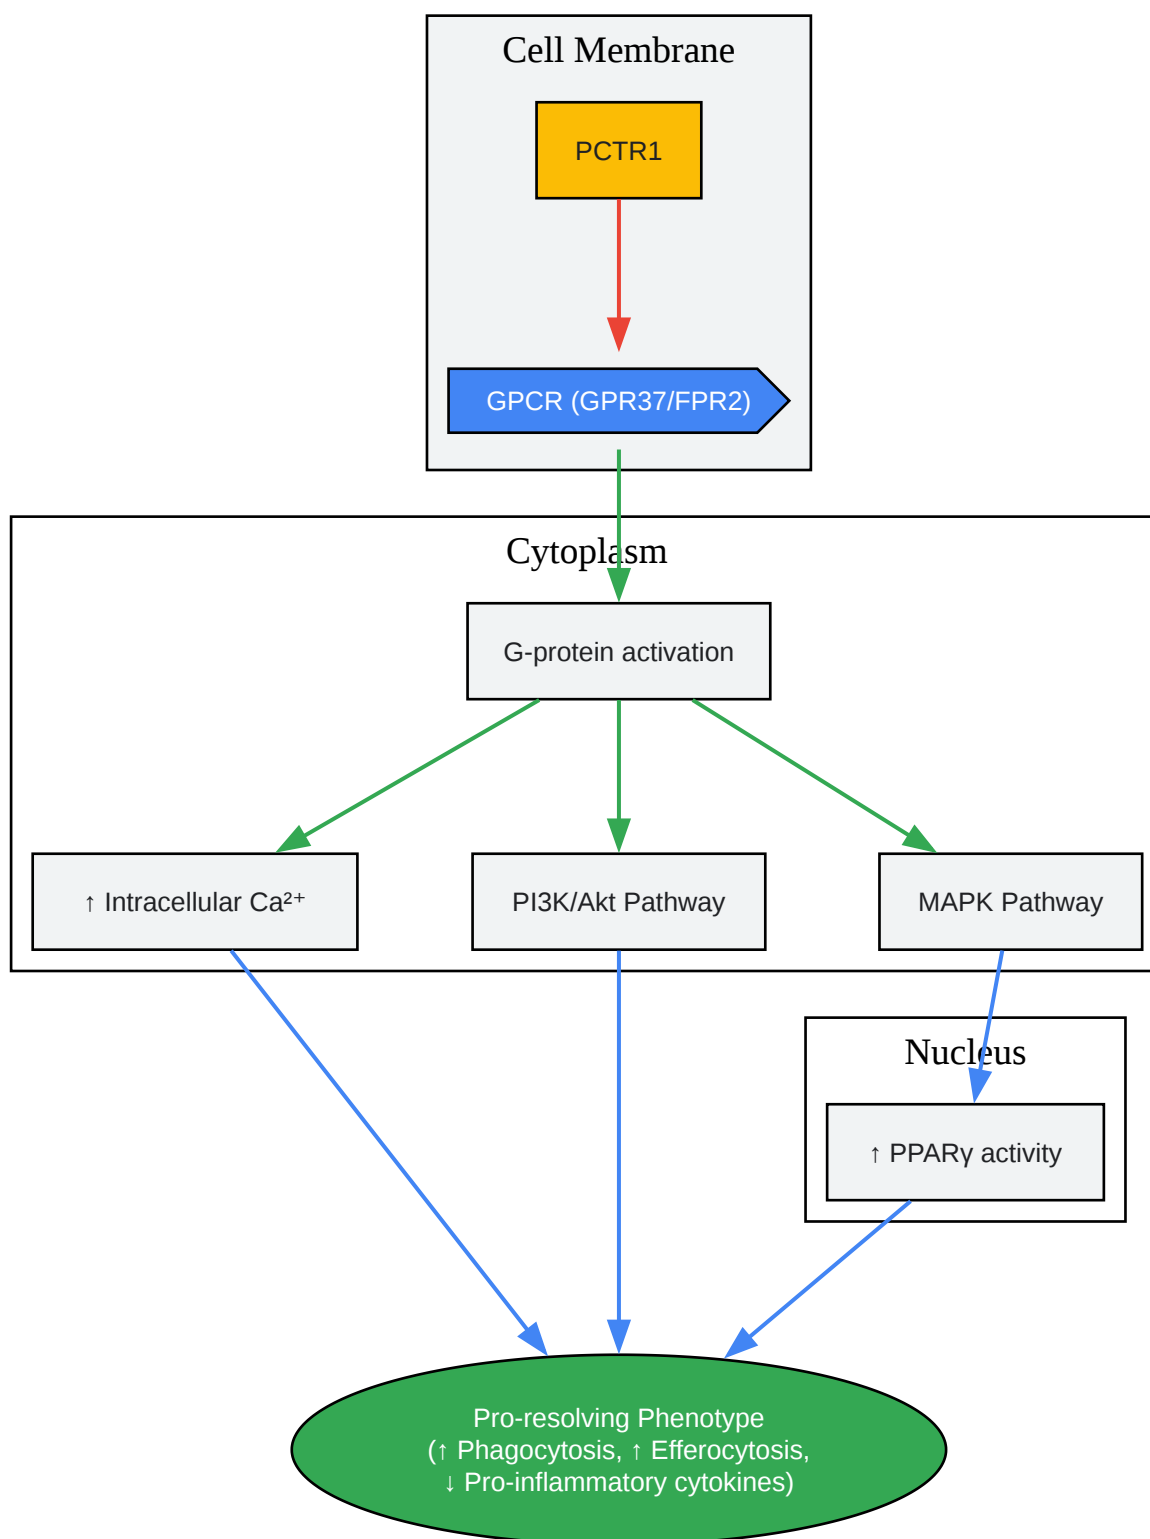 Cell Membrane
PCTR1
GPCR (GPR37/FPR2)
Cytoplasm
G-protein activation
↑ Intracellular Ca²⁺
PI3K/Akt Pathway
MAPK Pathway
Nucleus
↑ PPARγ activity
Pro-resolving Phenotype
(↑ Phagocytosis, ↑ Efferocytosis,
↓ Pro-inflammatory cytokines)